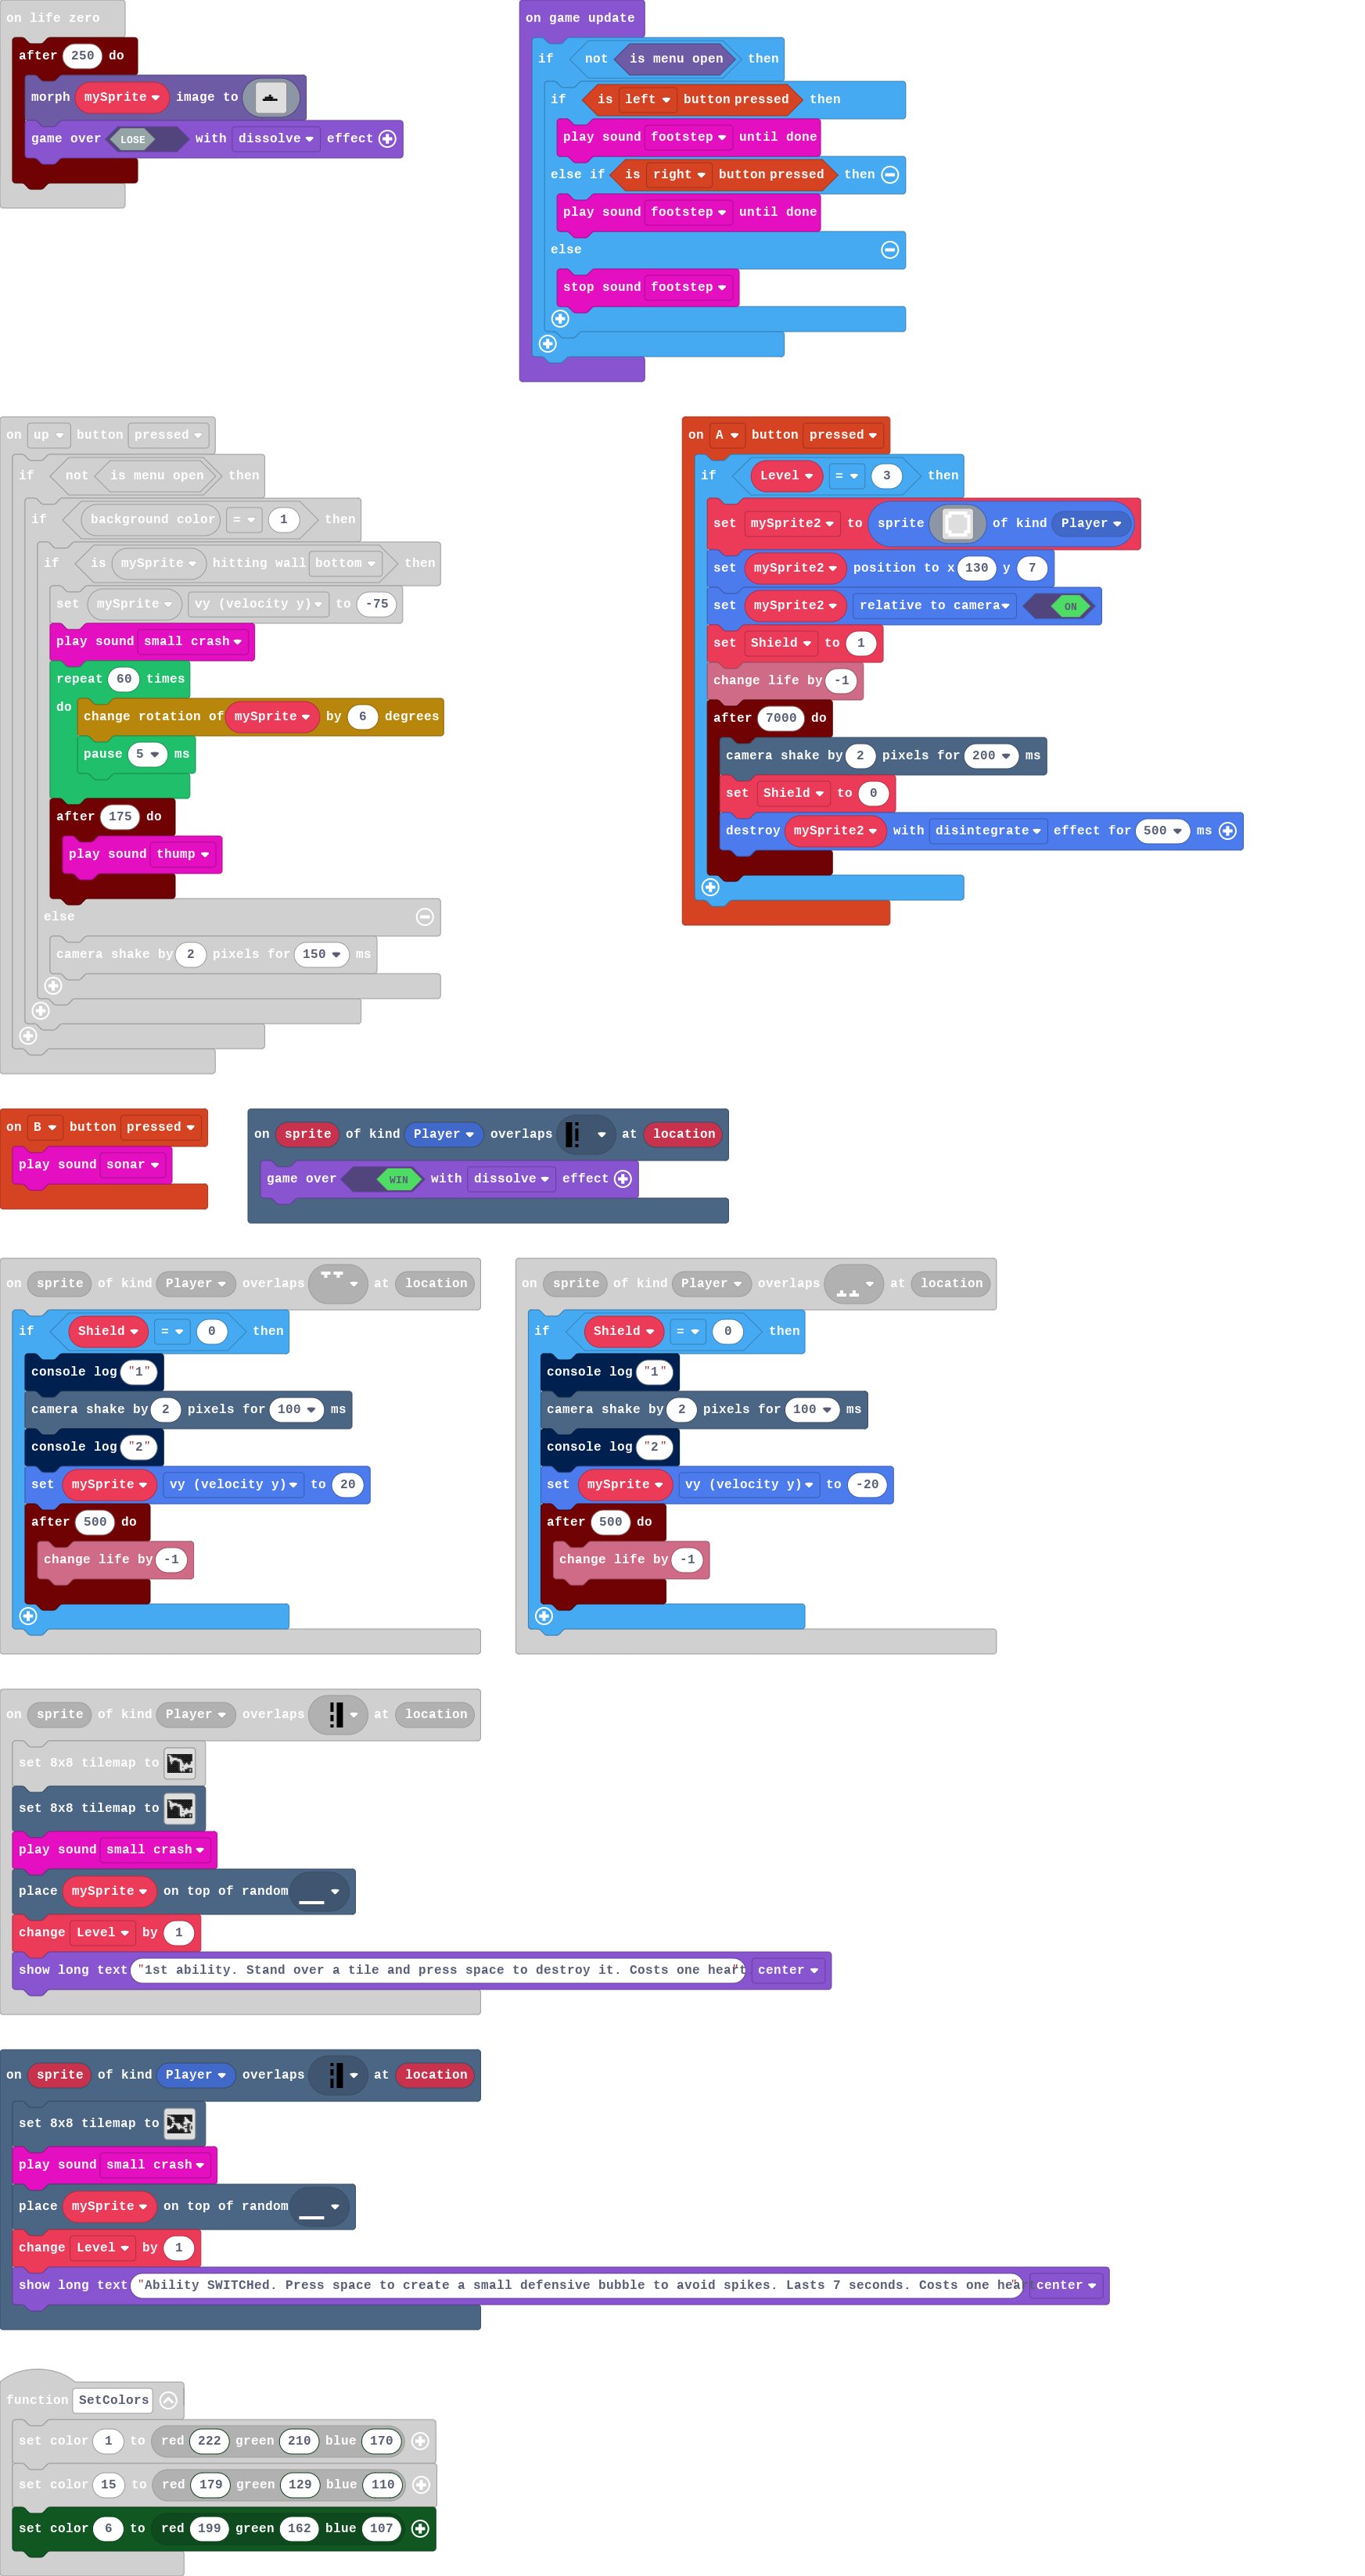 on life zero
after 250 do
morph mySprite image to
game over LOSE with dissolve effect
on game update
if not is menu open then
if is left button pressed then
play sound footstep until done
else if is right button pressed then
play sound footstep until done
else
stop sound footstep
on up button pressed
if not is menu open then
if background color = 1 then
if is mySprite hitting wall bottom then
set mySprite vy (velocity y) to -75
play sound small crash
repeat 60 times
do change rotation of mySprite by 6 degrees
pause 5 ms
after 175 do
play sound thump
else
camera shake by 2 pixels for 150 ms
on A button pressed
if Level = 3 then
set mySprite2 to sprite of kind Player
set mySprite2 position to x 130 y 7
set mySprite2 relative to camera ON
set Shield to 1
change life by -1
after 7000 do
camera shake by 2 pixels for 200 ms
set Shield to 0
destroy mySprite2 with disintegrate effect for 500 ms
on B button pressed
play sound sonar
on sprite of kind Player overlaps at location
game over WIN with dissolve effect
on sprite of kind Player overlaps at location
if Shield = 0 then
console log "1"
camera shake by 2 pixels for 100 ms
console log "2"
set mySprite vy (velocity y) to 20
after 500 do
change life by -1
on sprite of kind Player overlaps at location
if Shield = 0 then
console log "1"
camera shake by 2 pixels for 100 ms
console log "2"
set mySprite vy (velocity y) to -20
after 500 do
change life by -1
on sprite of kind Player overlaps at location
set 8x8 tilemap to
set 8x8 tilemap to
play sound small crash
place mySprite on top of random
change Level by 1
show long text "1st ability. Stand over a tile and press space to destroy it. Costs one heart." center
on sprite of kind Player overlaps at location
set 8x8 tilemap to
play sound small crash
place mySprite on top of random
change Level by 1
show long text "Ability SWITCHed. Press space to create a small defensive bubble to avoid spikes. Lasts 7 seconds. Costs one heart" center
function SetColors
set color 1 to red 222 green 210 blue 170
set color 15 to red 179 green 129 blue 110
set color 6 to red 199 green 162 blue 107